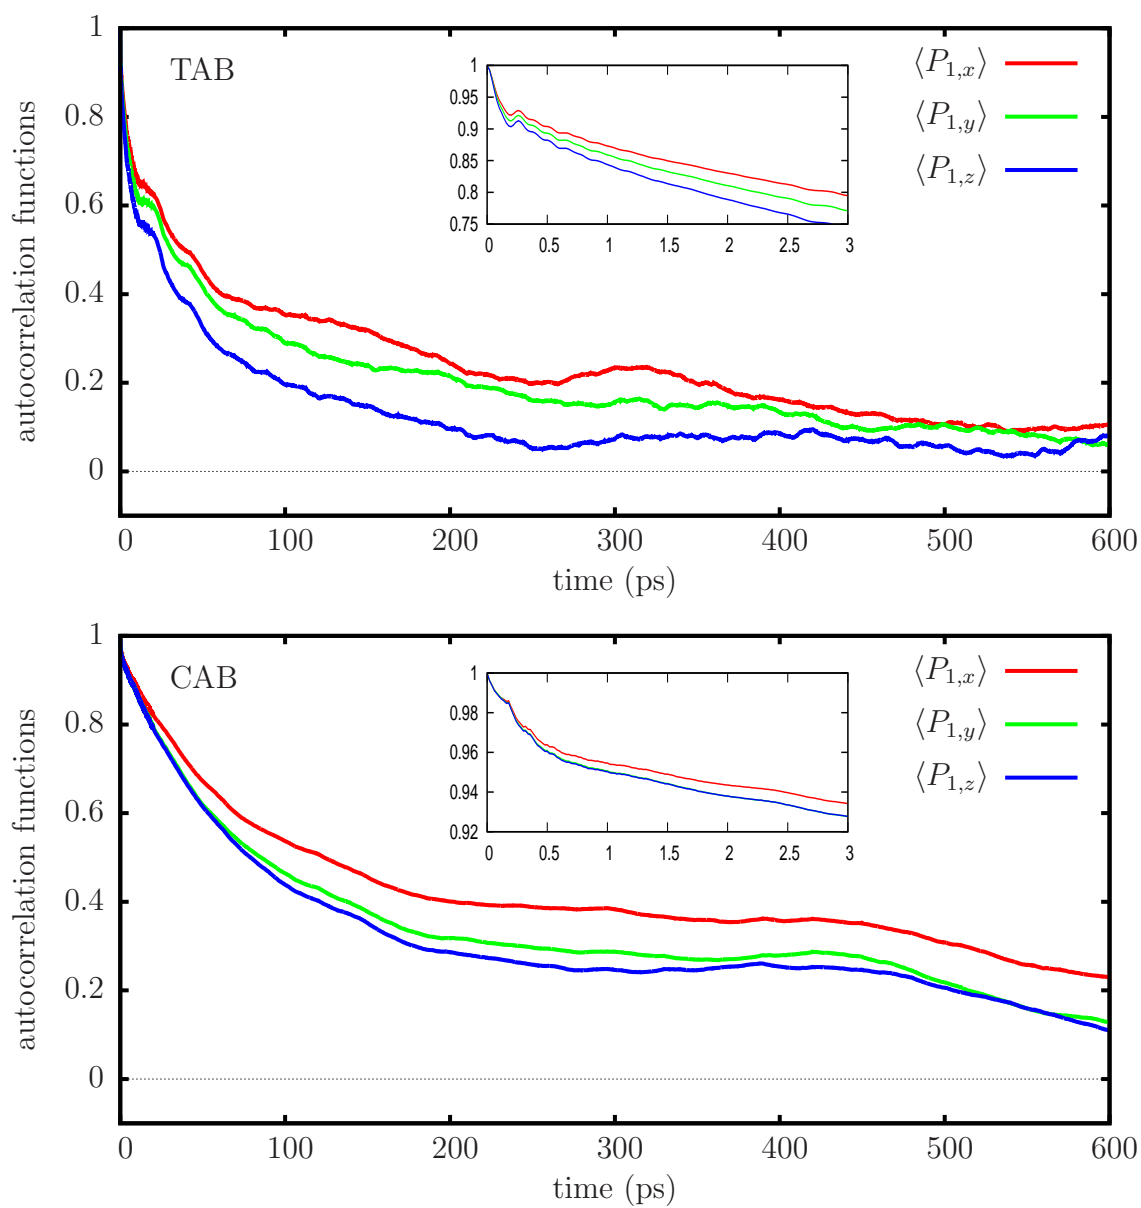 TAB
⟨P1,x⟩
⟨P1,y⟩
⟨P1,z⟩
autocorrelation functions
1
0.8
0.6
0.4
0.2
0
1
0.95
0.9
0.85
0.8
0.75
0 0.5 1 1.5 2 2.5 3
0 100 200 300 400 500 600
time (ps)
CAB
⟨P1,x⟩
⟨P1,y⟩
⟨P1,z⟩
autocorrelation functions
1
0.8
0.6
0.4
0.2
0
1
0.98
0.96
0.94
0.92
0 0.5 1 1.5 2 2.5 3
0 100 200 300 400 500 600
time (ps)